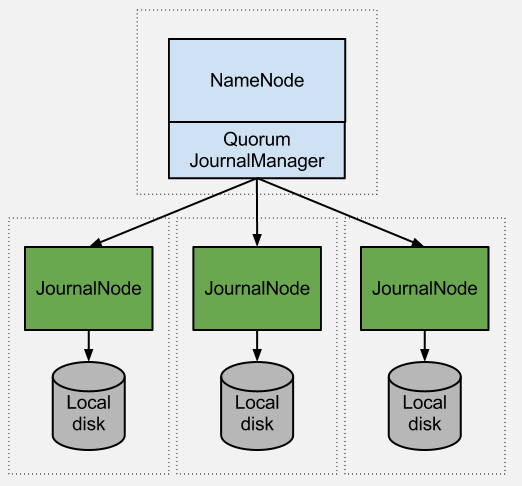 NameNode
Quorum
JournalManager
JournalNode
JournalNode
JournalNode
Local
disk
Local
disk
Local
disk